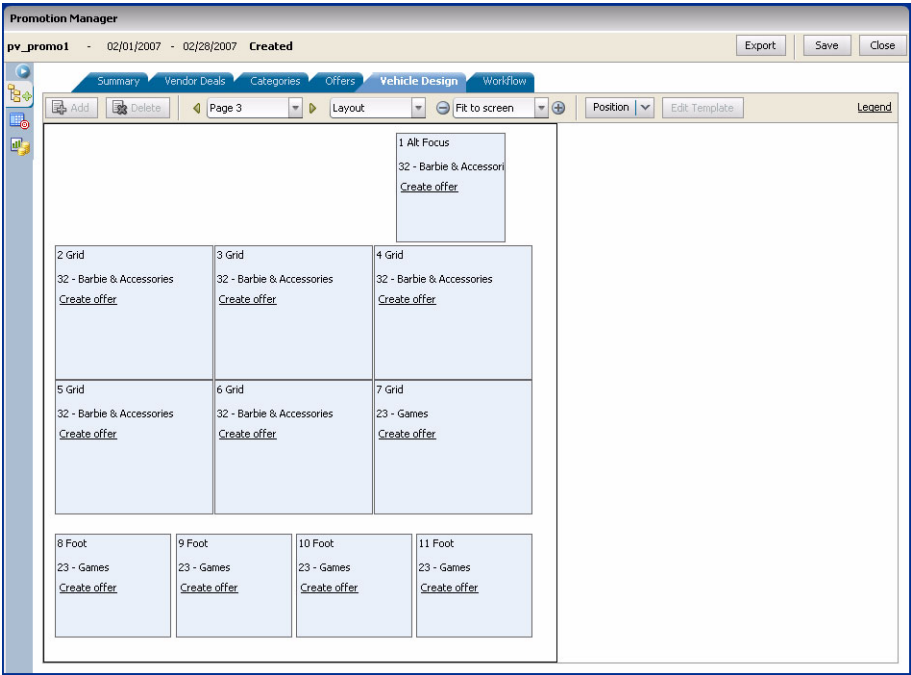 Promotion Manager
pv_promo1 - 02/01/2007 - 02/28/2007 Created Export Save Close
Summary Vendor Deals Categories Offers Vehicle Design Workflow
Add Delete Page 3 Layout Fit to screen Position Edit Template Legend
1 Alt Focus
32 - Barbie & Accessori
Create offer
2 Grid 3 Grid 4 Grid
32 - Barbie & Accessories 32 - Barbie & Accessories 32 - Barbie & Accessories
Create offer Create offer Create offer
5 Grid 6 Grid 7 Grid
32 - Barbie & Accessories 32 - Barbie & Accessories 23 - Games
Create offer Create offer Create offer
8 Foot 9 Foot 10 Foot 11 Foot
23 - Games 23 - Games 23 - Games 23 - Games
Create offer Create offer Create offer Create offer